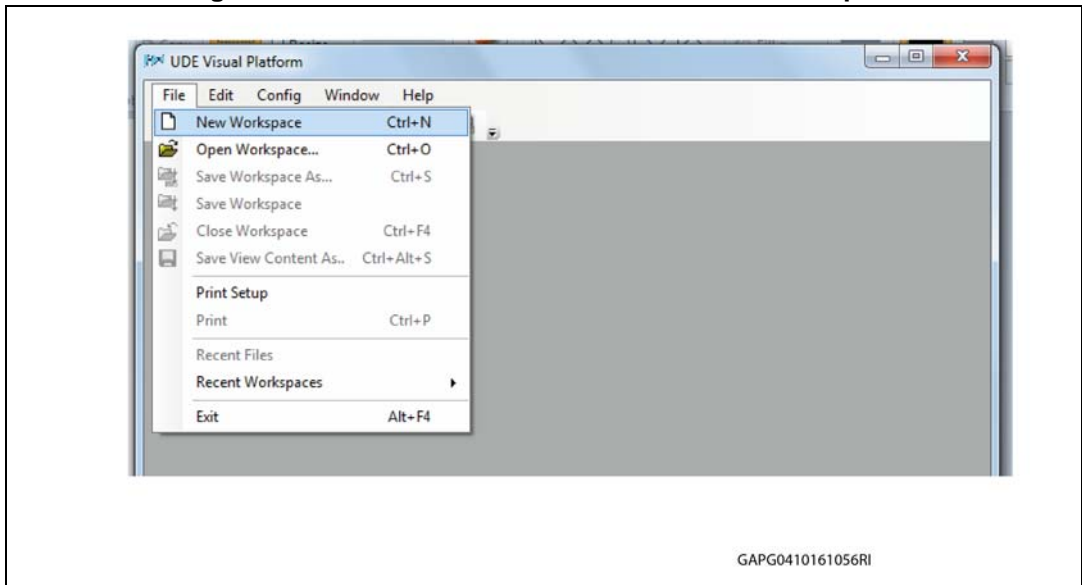 UDE Visual Platform
File Edit Config Window Help
New Workspace Ctrl+N
Open Workspace... Ctrl+O
Save Workspace As... Ctrl+S
Save Workspace
Close Workspace Ctrl+F4
Save View Content As.. Ctrl+Alt+S
Print Setup
Print Ctrl+P
Recent Files
Recent Workspaces
Exit Alt+F4
GAPG0410161056RI